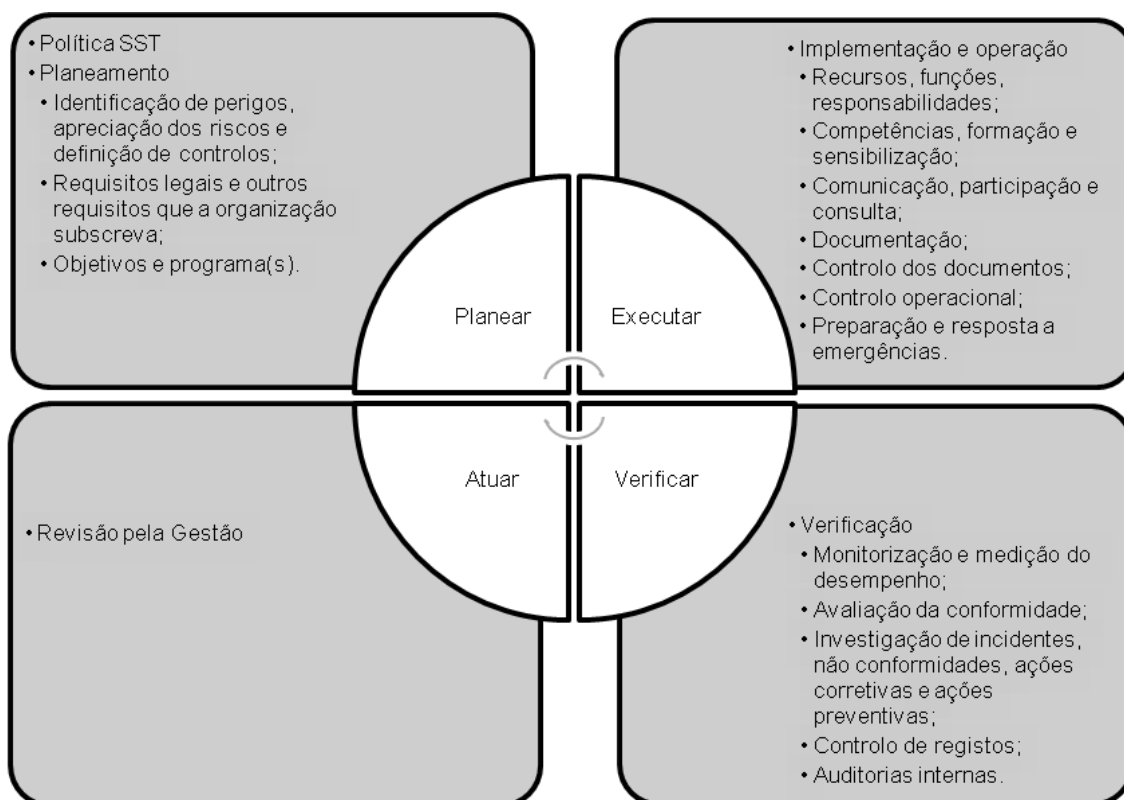 • Política SST
• Planeamento
• Identificação de perigos,
apreciação dos riscos e
definição de controlos;
• Requisitos legais e outros
requisitos que a organização
subscreva;
• Objetivos e programa(s).
• Implementação e operação
• Recursos, funções,
responsabilidades;
• Competências, formação e
sensibilização;
• Comunicação, participação e
consulta;
• Documentação;
• Controlo dos documentos;
• Controlo operacional;
• Preparação e resposta a
emergências.
Planear
Executar
Atuar
Verificar
• Revisão pela Gestão
• Verificação
• Monitorização e medição do
desempenho;
• Avaliação da conformidade;
• Investigação de incidentes,
não conformidades, ações
corretivas e ações
preventivas;
• Controlo de registos;
• Auditorias internas.